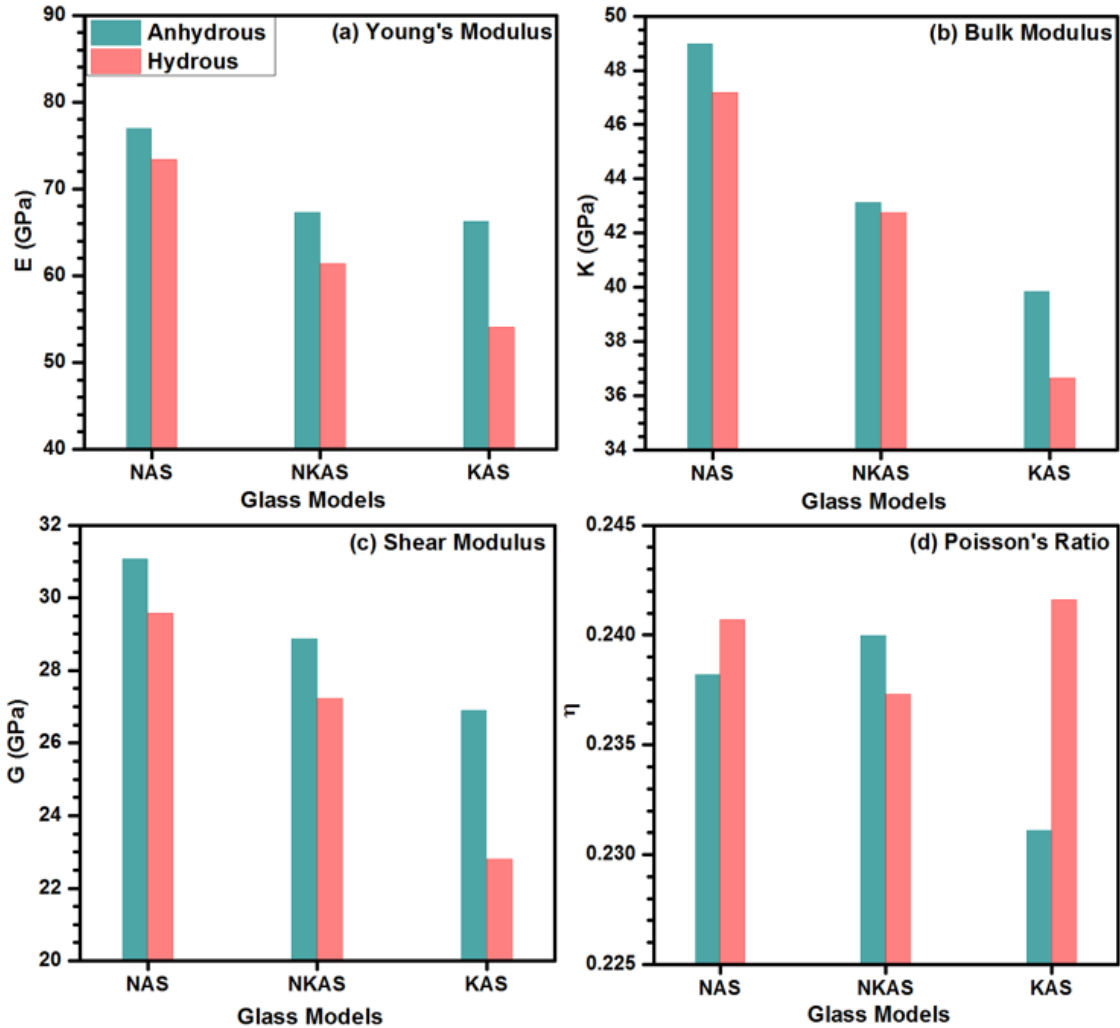 (a) Young's Modulus
Anhydrous
Hydrous
90
80
70
60
50
40
E (GPa)
NAS NKAS KAS
Glass Models
(b) Bulk Modulus
50
48
46
44
42
40
38
36
34
K (GPa)
NAS NKAS KAS
Glass Models
(c) Shear Modulus
32
30
28
26
24
22
20
G (GPa)
NAS NKAS KAS
Glass Models
(d) Poisson's Ratio
0.245
0.240
0.235
0.230
0.225
η
NAS NKAS KAS
Glass Models